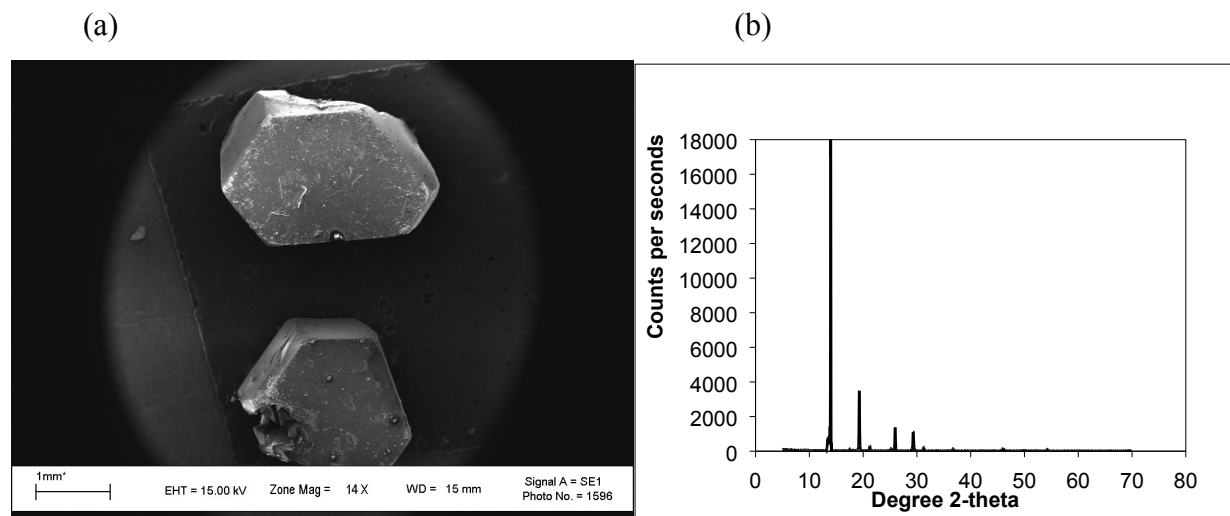 (a)
(b)
1mm*
EHT = 15.00 kV
Zone Mag = 14 X
WD = 15 mm
Signal A = SE1
Photo No. = 1596
Counts per seconds
18000
16000
14000
12000
10000
8000
6000
4000
2000
0
0 10 20 30 40 50 60 70 80
Degree 2-theta